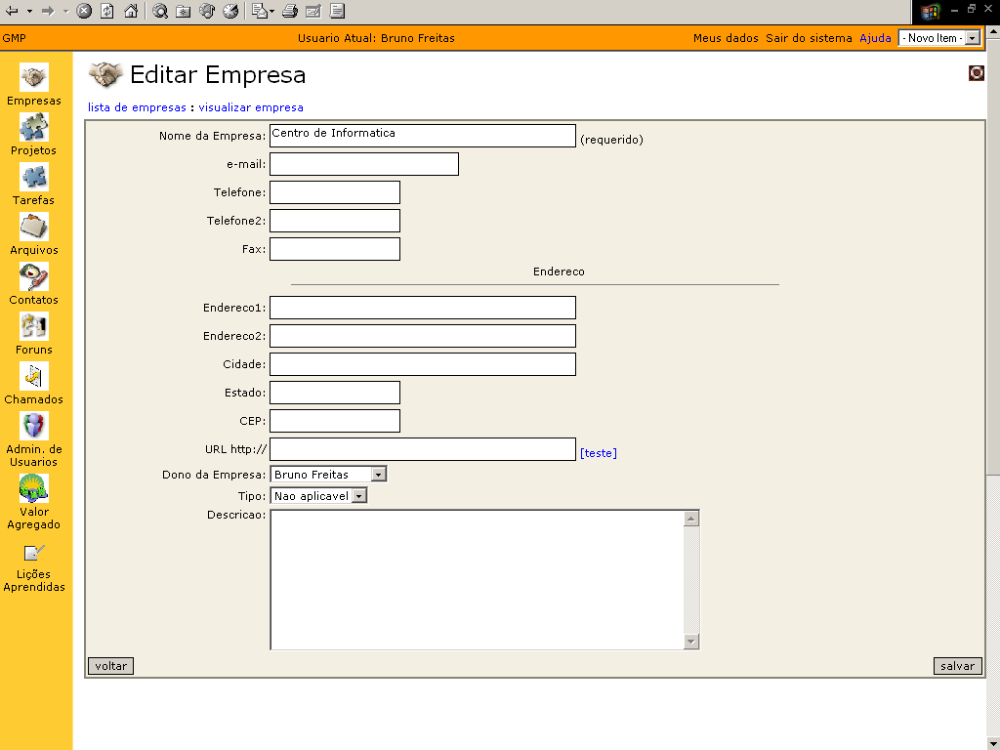 GMP
Usuario Atual: Bruno Freitas
Meus dados Sair do sistema Ajuda - Novo Item -
Empresas
Projetos
Tarefas
Arquivos
Contatos
Foruns
Chamados
Admin. de
Usuarios
Valor
Agregado
Lições
Aprendidas
Editar Empresa
lista de empresas : visualizar empresa
Nome da Empresa: Centro de Informatica (requerido)
e-mail:
Telefone:
Telefone2:
Fax:
Endereco
Endereco1:
Endereco2:
Cidade:
Estado:
CEP:
URL http:// [teste]
Dono da Empresa: Bruno Freitas
Tipo: Nao aplicavel
Descricao:
voltar salvar